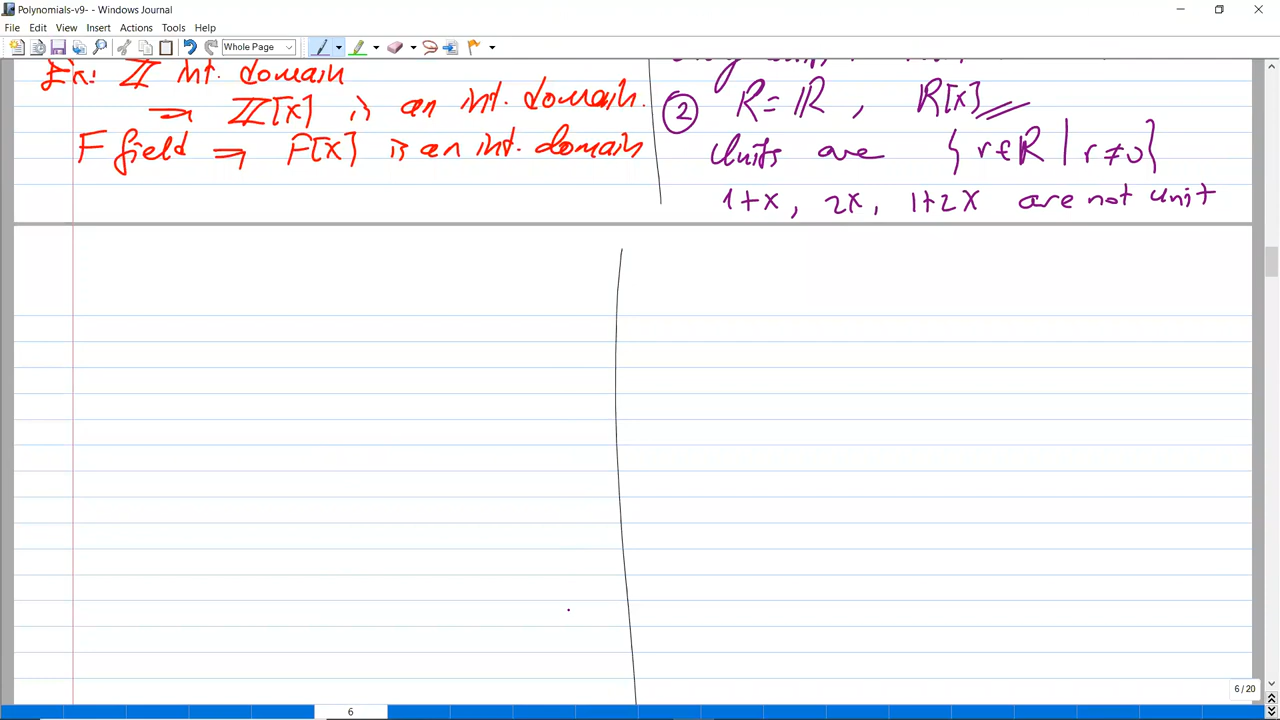 Polynomials-v9- - Windows Journal
File Edit View Insert Actions Tools Help
Whole Page
Ex: ℤ int. domain
⇒ ℤ[x] is an int. domain.
F field ⇒ F[x] is an int. domain
② R = ℝ , ℝ[x]
Units are { r∈ℝ | r≠0}
1+x, 2x, 1+2x are not unit
6 / 20
6